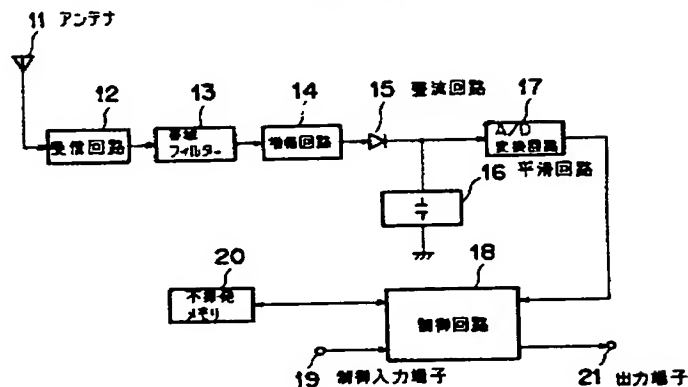 11 アンテナ
12
受信回路
13
帯域
フィルター
14
増幅回路
15 整流回路
17
A/D
変換回路
16 平滑回路
20
不揮発
メモリ
18
制御回路
19 制御入力端子
21 出力端子